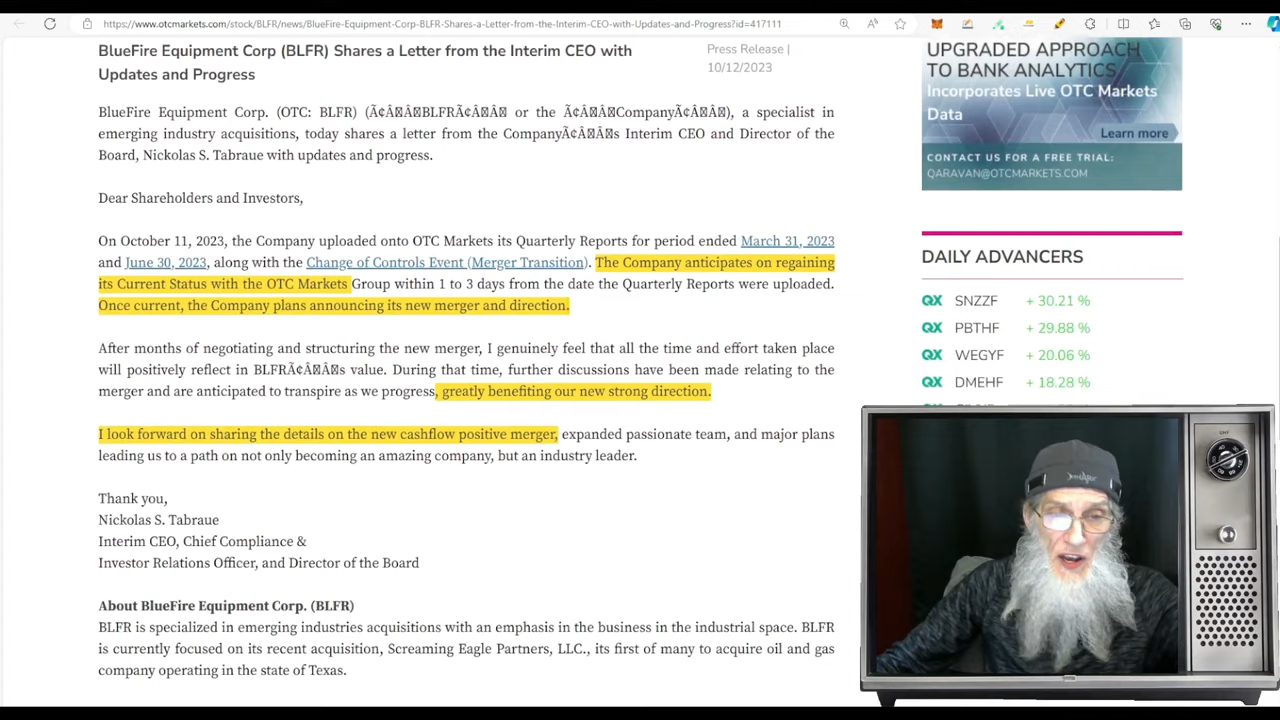 https://www.otcmarkets.com/stock/BLFR/news/BlueFire-Equipment-Corp-BLFR-Shares-a-Letter-from-the-Interim-CEO-with-Updates-and-Progress?id=417111
BlueFire Equipment Corp (BLFR) Shares a Letter from the Interim CEO with
Updates and Progress
Press Release |
10/12/2023
BlueFire Equipment Corp. (OTC: BLFR) (Ã¢ÂÂBLFRÃ¢ÂÂ or the Ã¢ÂÂCompanyÃ¢ÂÂ), a specialist in
emerging industry acquisitions, today shares a letter from the CompanyÃ¢ÂÂs Interim CEO and Director of the
Board, Nickolas S. Tabraue with updates and progress.
Dear Shareholders and Investors,
On October 11, 2023, the Company uploaded onto OTC Markets its Quarterly Reports for period ended March 31, 2023
and June 30, 2023, along with the Change of Controls Event (Merger Transition). The Company anticipates on regaining
its Current Status with the OTC Markets Group within 1 to 3 days from the date the Quarterly Reports were uploaded.
Once current, the Company plans announcing its new merger and direction.
After months of negotiating and structuring the new merger, I genuinely feel that all the time and effort taken place
will positively reflect in BLFRÃ¢ÂÂs value. During that time, further discussions have been made relating to the
merger and are anticipated to transpire as we progress, greatly benefiting our new strong direction.
I look forward on sharing the details on the new cashflow positive merger, expanded passionate team, and major plans
leading us to a path on not only becoming an amazing company, but an industry leader.
Thank you,
Nickolas S. Tabraue
Interim CEO, Chief Compliance &
Investor Relations Officer, and Director of the Board
About BlueFire Equipment Corp. (BLFR)
BLFR is specialized in emerging industries acquisitions with an emphasis in the business in the industrial space. BLFR
is currently focused on its recent acquisition, Screaming Eagle Partners, LLC., its first of many to acquire oil and gas
company operating in the state of Texas.
UPGRADED APPROACH
TO BANK ANALYTICS
Incorporates Live OTC Markets
Data
Learn more
CONTACT US FOR A FREE TRIAL:
QARAVAN@OTCMARKETS.COM
DAILY ADVANCERS
QX SNZZF + 30.21 %
QX PBTHF + 29.88 %
QX WEGYF + 20.06 %
QX DMEHF + 18.28 %